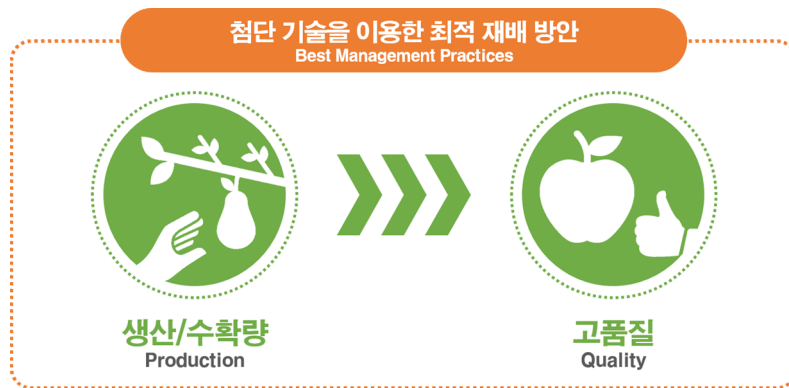 첨단 기술을 이용한 최적 재배 방안
Best Management Practices
생산/수확량
Production
고품질
Quality